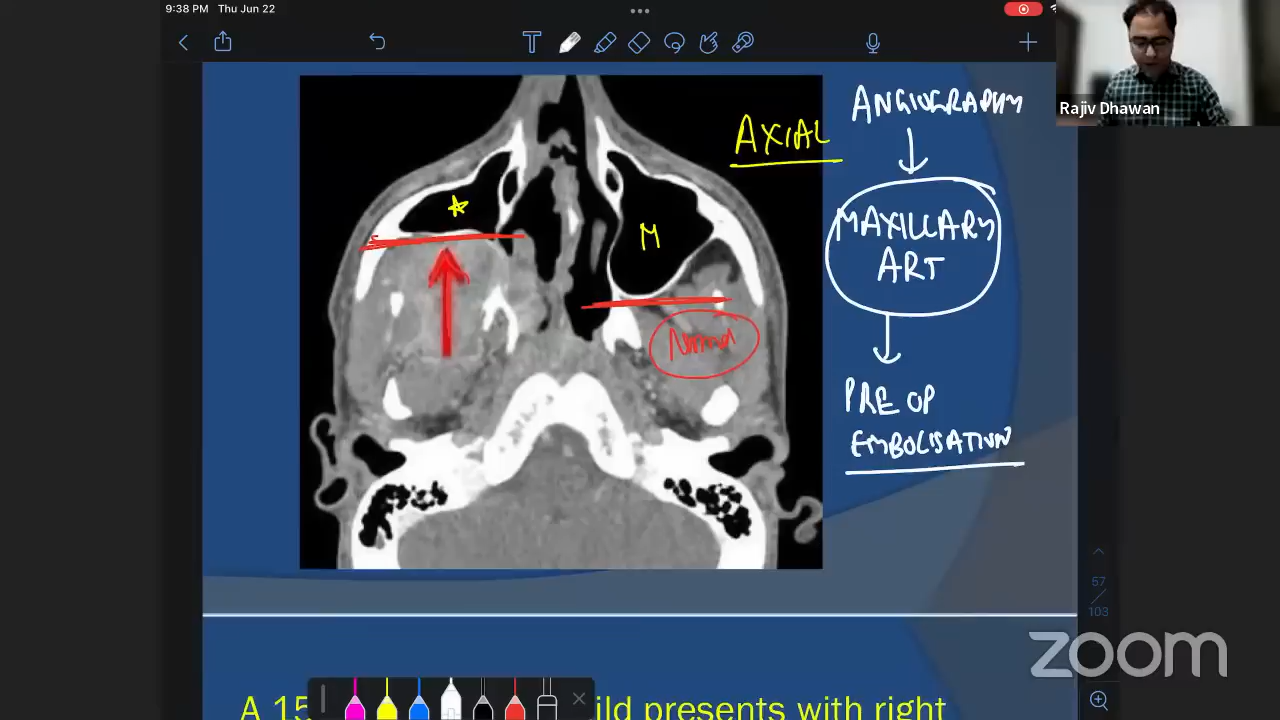 9:38 PM Thu Jun 22
Rajiv Dhawan
AXIAL
ANGIOGRAPHY
MAXILLARY
ART
M
Normal
PRE OP
EMBOLISATION
57
103
zoom
A 15
ild presents with right